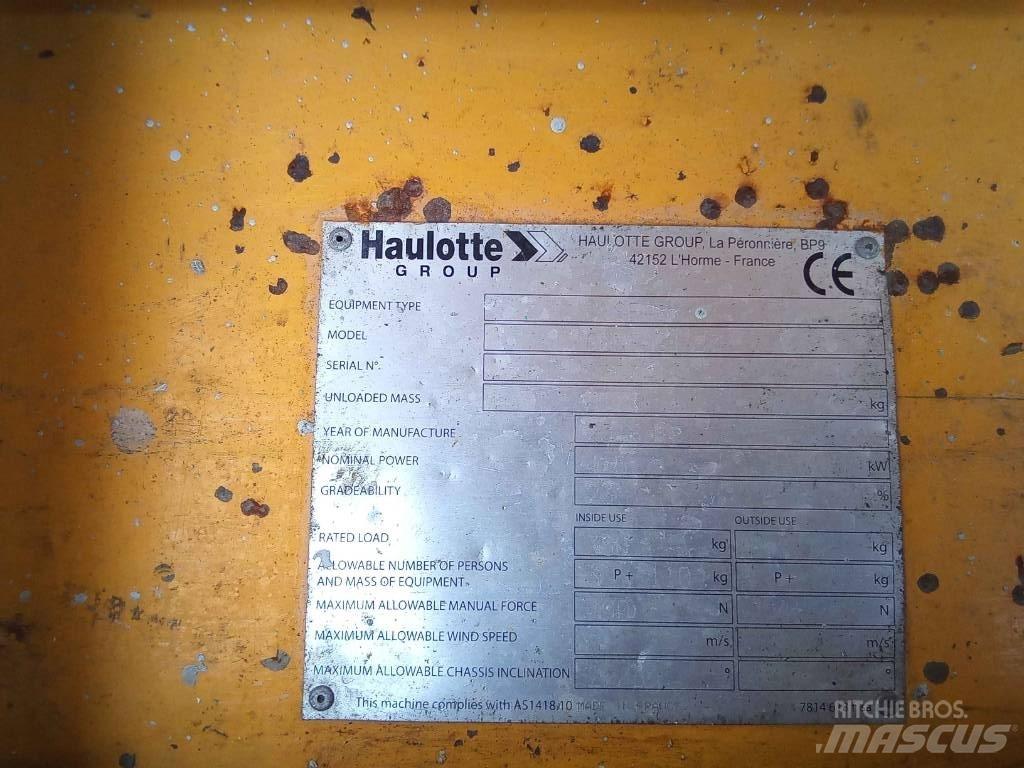 Haulotte
GROUP
HAULOTTE GROUP, La Péronnière, BP9
42152 L'Horme - France
CE
EQUIPMENT TYPE
MODEL
SERIAL N°.
UNLOADED MASS kg
YEAR OF MANUFACTURE
NOMINAL POWER kW
GRADEABILITY %
INSIDE USE OUTSIDE USE
RATED LOAD kg kg
ALLOWABLE NUMBER OF PERSONS
AND MASS OF EQUIPMENT P + kg P + kg
MAXIMUM ALLOWABLE MANUAL FORCE N N
MAXIMUM ALLOWABLE WIND SPEED m/s m/s
MAXIMUM ALLOWABLE CHASSIS INCLINATION ° °
This machine complies with AS1418.10 MADE IN FRANCE
RITCHIE BROS.
MASCUS